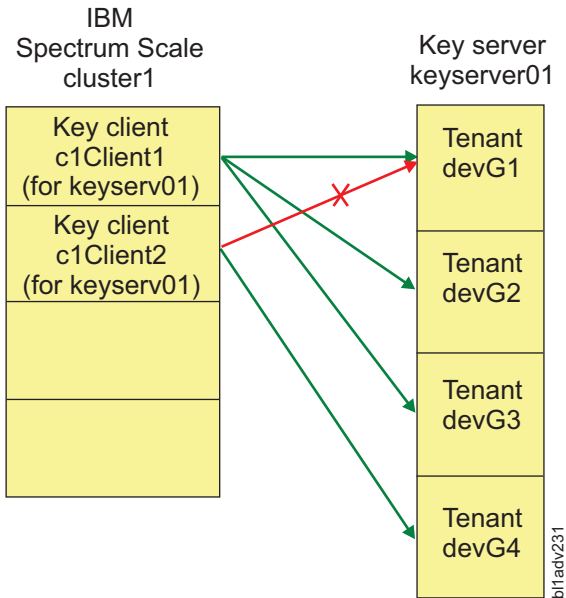 IBM
Spectrum Scale
cluster1
Key client
c1Client1
(for keyserv01)
Key client
c1Client2
(for keyserv01)
Key server
keyserver01
Tenant
devG1
Tenant
devG2
Tenant
devG3
Tenant
devG4
bl1adv231